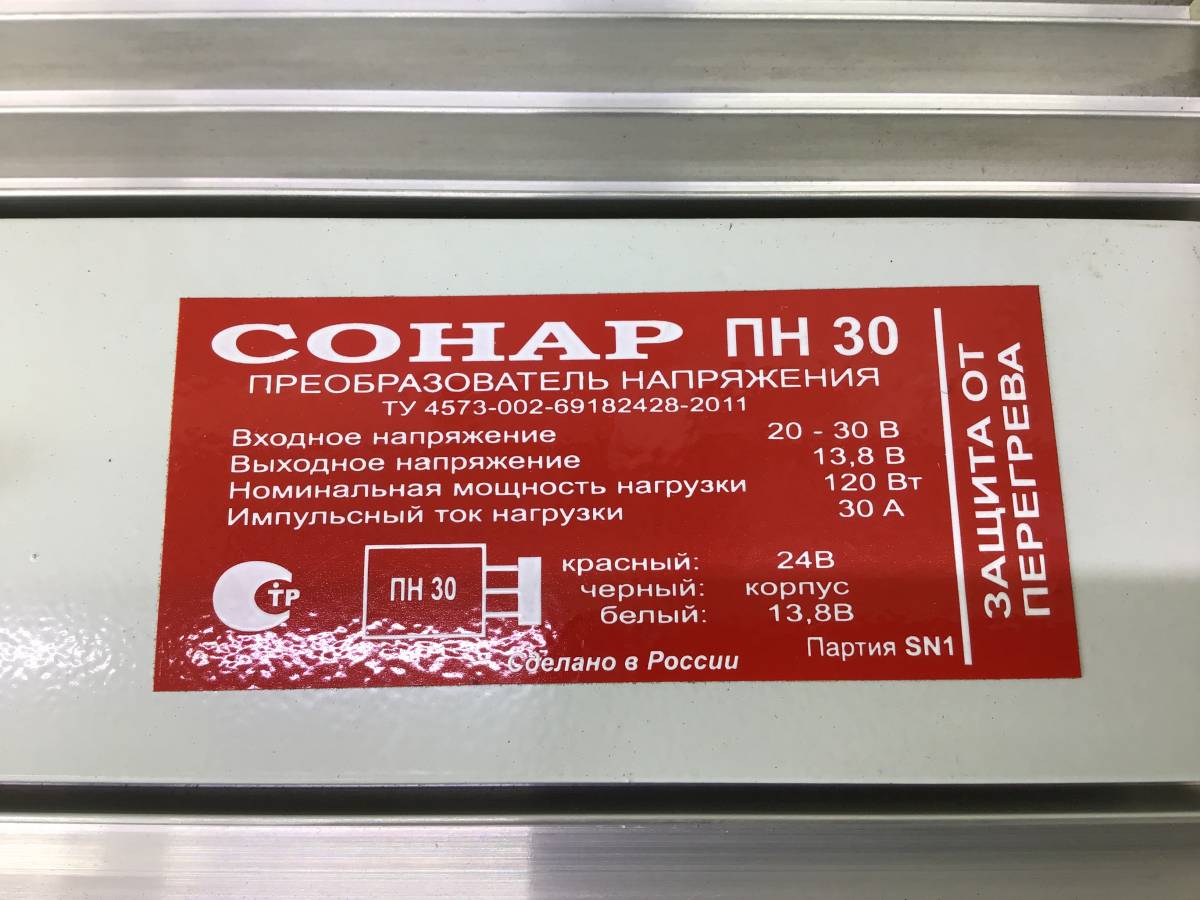 СОНАР ПН 30
ПРЕОБРАЗОВАТЕЛЬ НАПРЯЖЕНИЯ
ТУ 4573-002-69182428-2011
Входное напряжение 20 - 30 В
Выходное напряжение 13,8 В
Номинальная мощность нагрузки 120 Вт
Импульсный ток нагрузки 30 А
СТР
ПН 30
красный: 24В
черный: корпус
белый: 13,8В
Партия SN1
Сделано в России
ЗАЩИТА ОТ
ПЕРЕГРЕВА